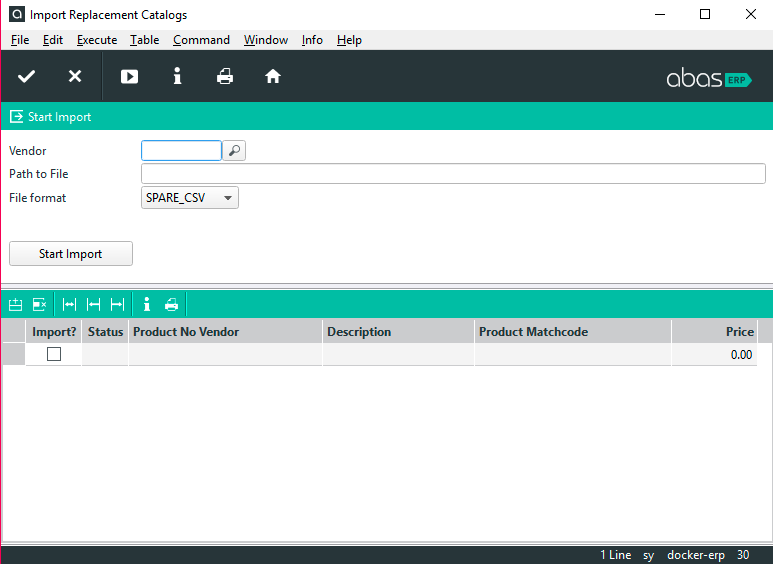 Import Replacement Catalogs
File Edit Execute Table Command Window Info Help
abas ERP
Start Import
Vendor
Path to File
File format SPARE_CSV
Start Import
Import? Status Product No Vendor Description Product Matchcode Price
0.00
1 Line sy docker-erp 30